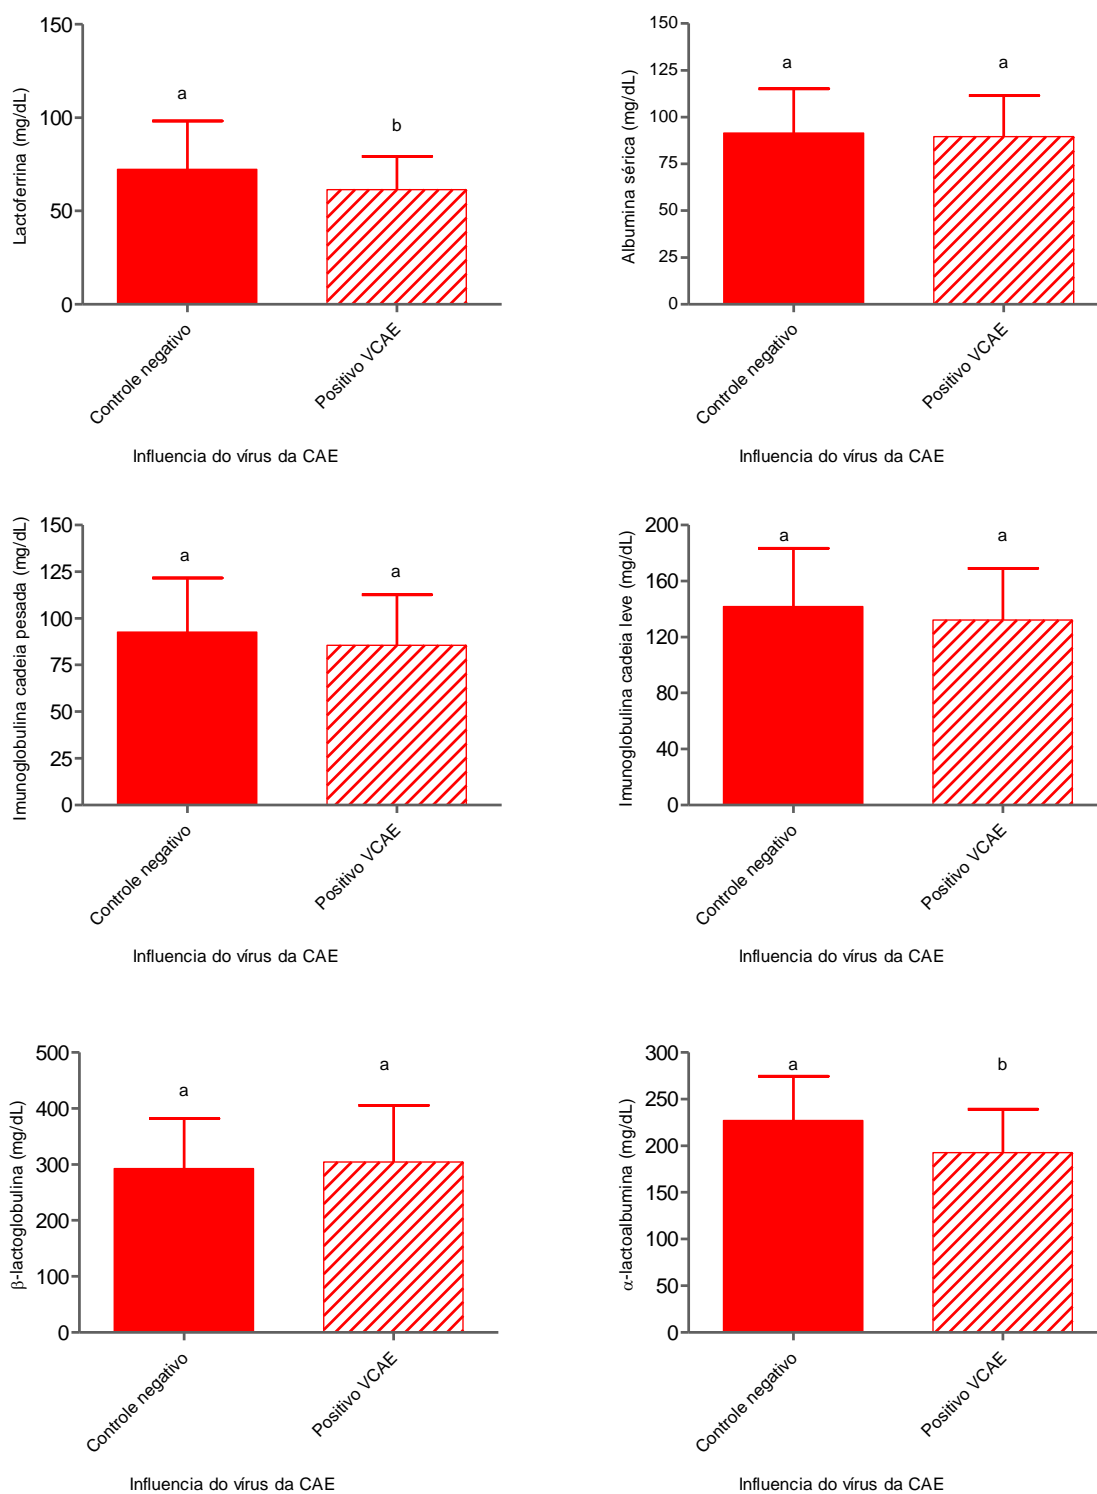 Lactoferrina (mg/dL)
150
100
50
0
a
b
Controle negativo
Positivo VCAE
Influencia do vírus da CAE
Albumina sérica (mg/dL)
150
125
100
75
50
25
0
a
a
Controle negativo
Positivo VCAE
Influencia do vírus da CAE
Imunoglobulina cadeia pesada (mg/dL)
150
125
100
75
50
25
0
a
a
Controle negativo
Positivo VCAE
Influencia do vírus da CAE
Imunoglobulina cadeia leve (mg/dL)
200
160
120
80
40
0
a
a
Controle negativo
Positivo VCAE
Influencia do vírus da CAE
β-lactoglobulina (mg/dL)
500
400
300
200
100
0
a
a
Controle negativo
Positivo VCAE
Influencia do vírus da CAE
α-lactoalbumina (mg/dL)
300
250
200
150
100
50
0
a
b
Controle negativo
Positivo VCAE
Influencia do vírus da CAE